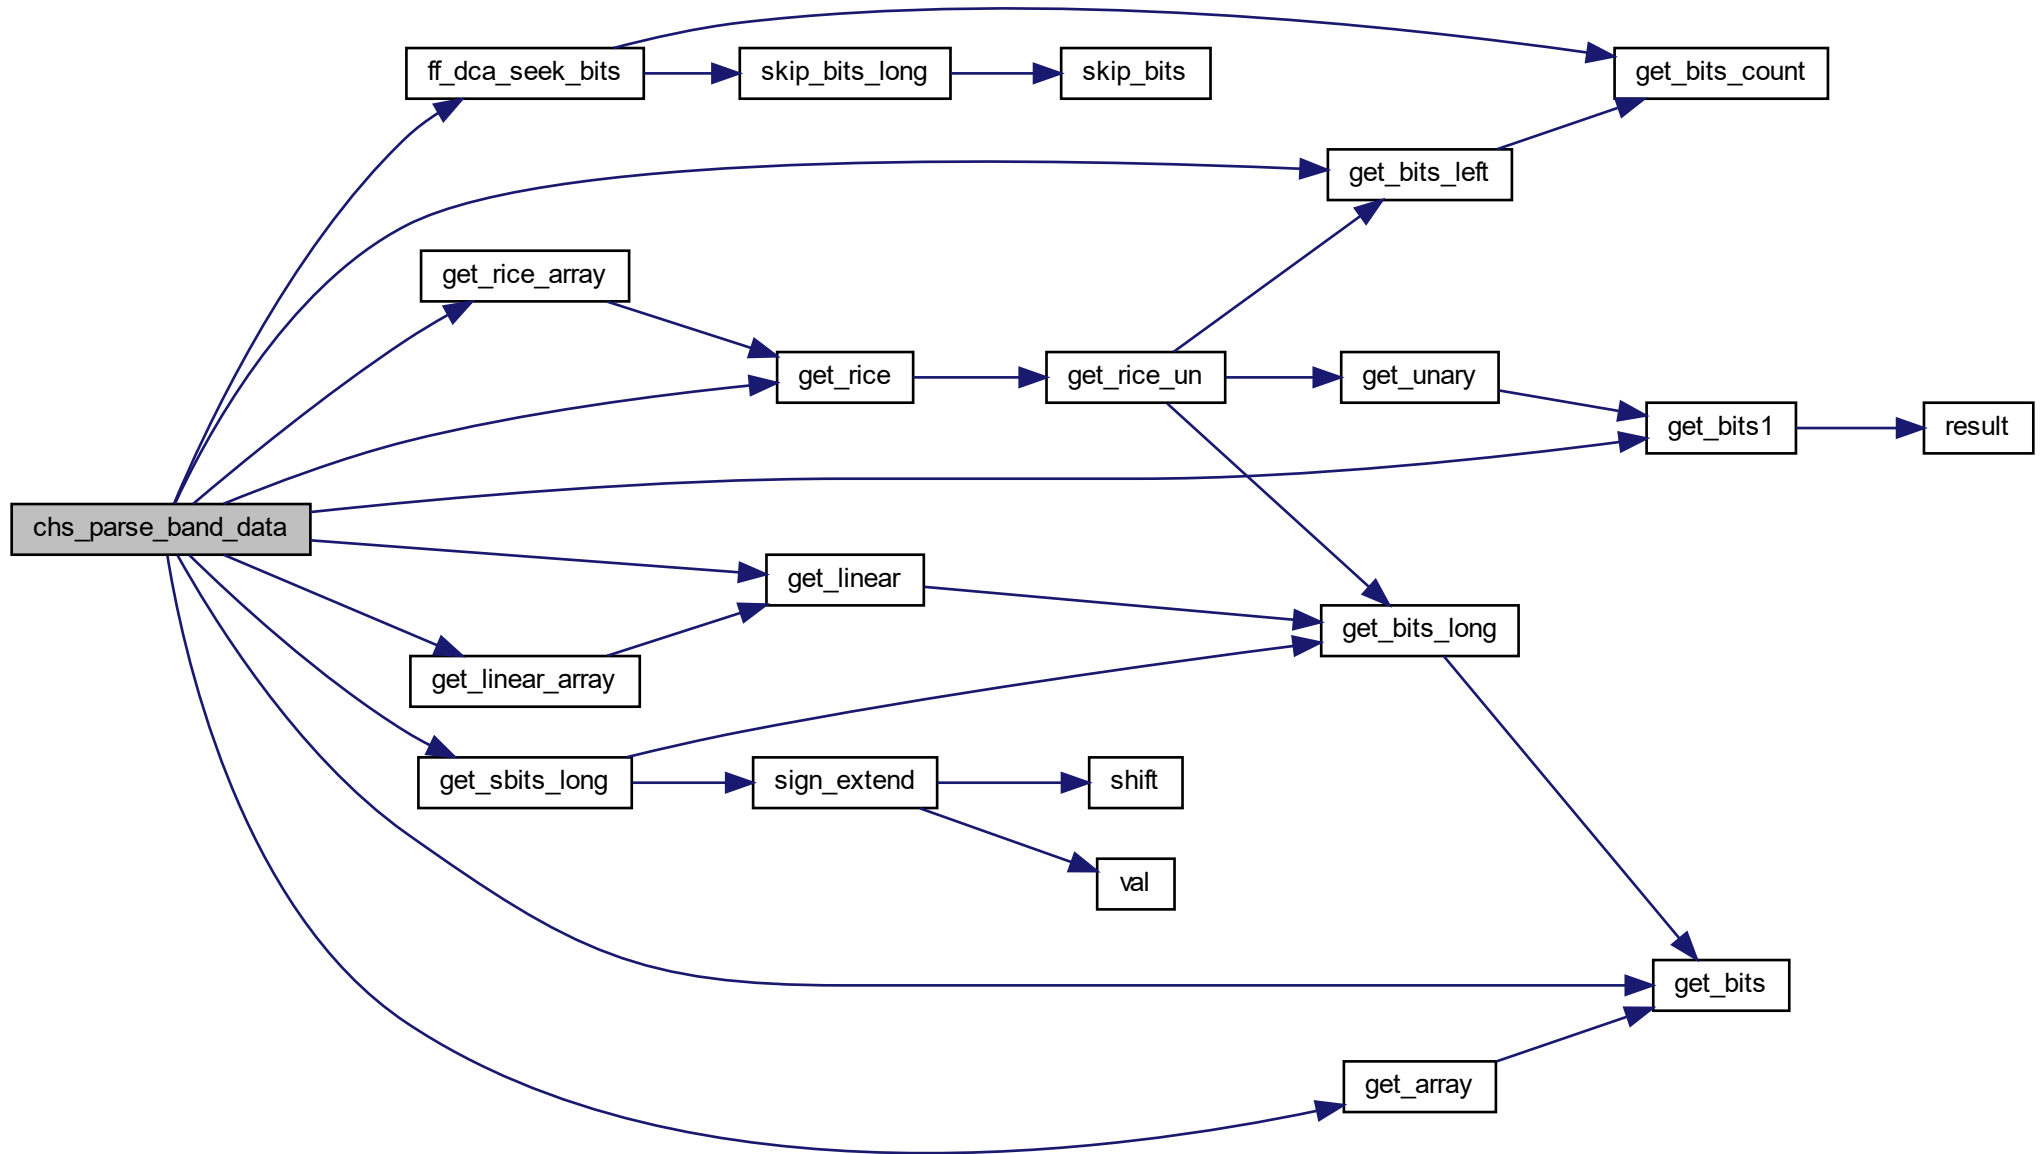 ff_dca_seek_bits
skip_bits_long
skip_bits
get_bits_count
get_bits_left
get_rice_array
get_rice
get_rice_un
get_unary
get_bits1
result
chs_parse_band_data
get_linear
get_bits_long
get_linear_array
get_sbits_long
sign_extend
shift
val
get_bits
get_array